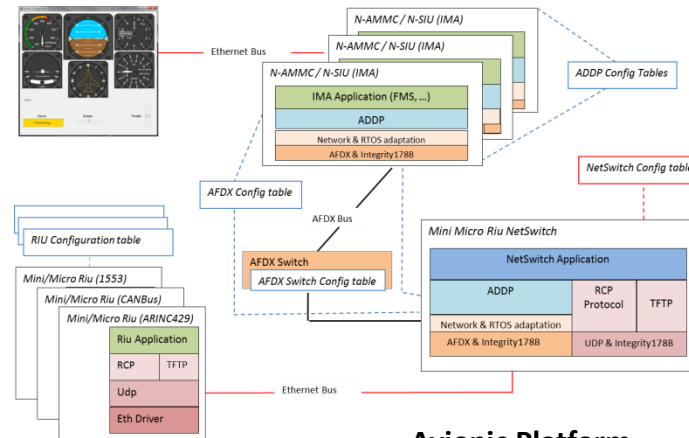 N-AMMC / N-SIU (IMA)
N-AMMC / N-SIU (IMA)
N-AMMC / N-SIU (IMA)
IMA Application (FMS, ...)
ADDP
Network & RTOS adaptation
AFDX & Integrity178B
Ethernet Bus
ADDP Config Tables
NetSwitch Config table
AFDX Config table
AFDX Bus
RIU Configuration table
AFDX Switch
AFDX Switch Config table
Mini Micro Riu NetSwitch
NetSwitch Application
ADDP
RCP
Protocol
TFTP
Network & RTOS adaptation
AFDX & Integrity178B
UDP & Integrity178B
Mini/Micro Riu (1553)
Mini/Micro Riu (CANBus)
Mini/Micro Riu (ARINC429)
Riu Application
RCP
TFTP
Udp
Eth Driver
Ethernet Bus
Avionic Platform